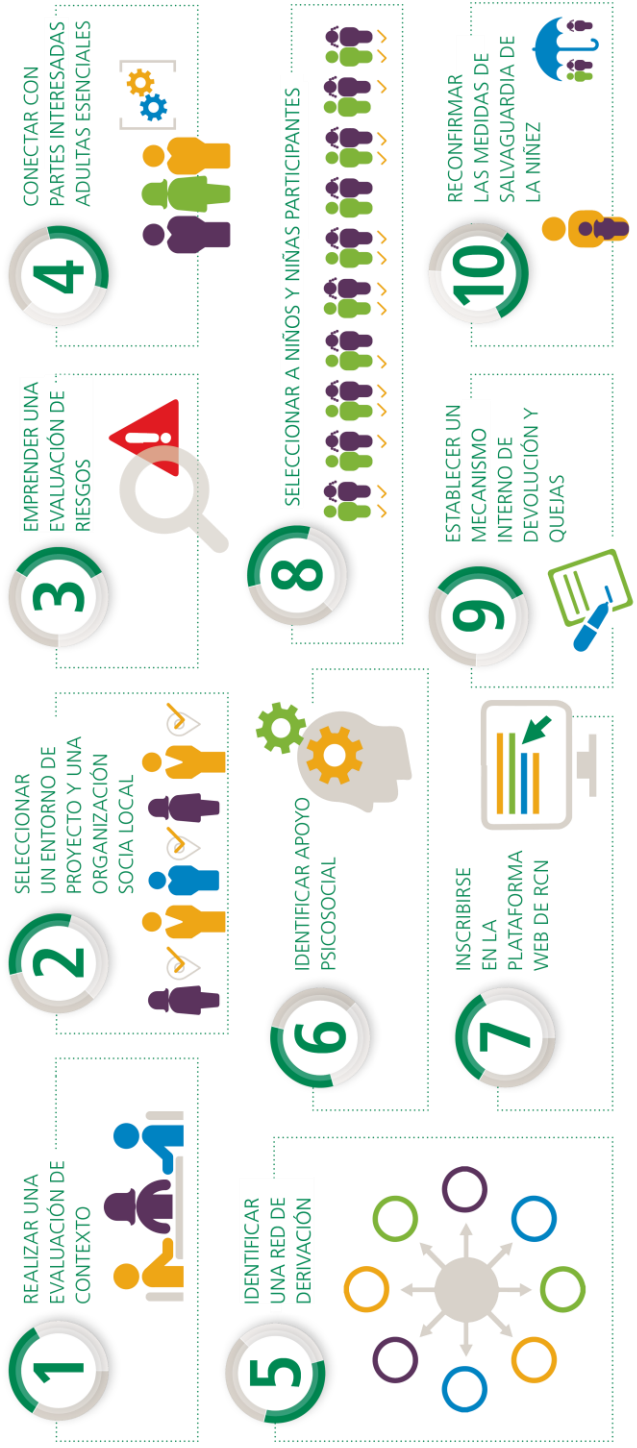 1
REALIZAR UNA
EVALUACIÓN DE
CONTEXTO
2
SELECCIONAR
UN ENTORNO DE
PROYECTO Y UNA
ORGANIZACIÓN
SOCIA LOCAL
3
EMPRENDER UNA
EVALUACIÓN DE
RIESGOS
4
CONECTAR CON
PARTES INTERESADAS
ADULTAS ESENCIALES
5
IDENTIFICAR
UNA RED DE
DERIVACIÓN
6
IDENTIFICAR APOYO
PSICOSOCIAL
7
INSCRIBIRSE
EN LA
PLATAFORMA
WEB DE RCN
8
SELECCIONAR A NIÑOS Y NIÑAS PARTICIPANTES
9
ESTABLECER UN
MECANISMO
INTERNO DE
DEVOLUCIÓN Y
QUEJAS
10
RECONFIRMAR
LAS MEDIDAS DE
SALVAGUARDIA DE
LA NIÑEZ